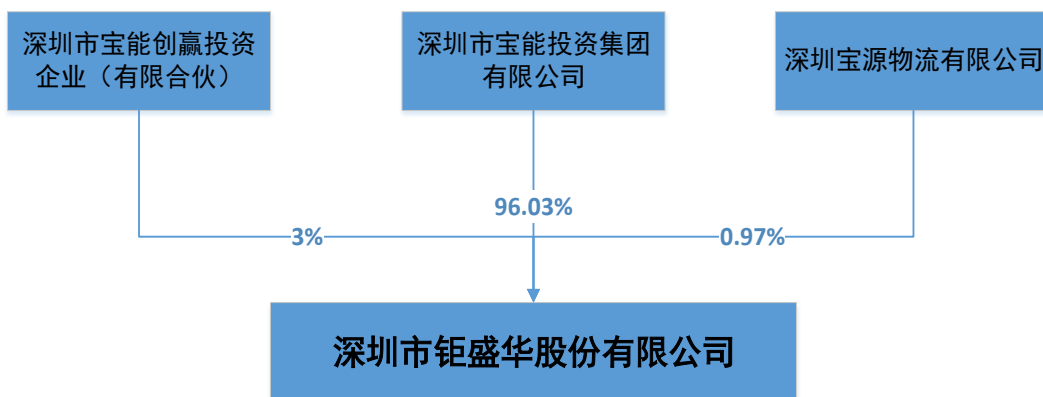 深圳市宝能创赢投资
企业（有限合伙）
深圳市宝能投资集团
有限公司
深圳宝源物流有限公司
96.03%
3%
0.97%
深圳市钜盛华股份有限公司